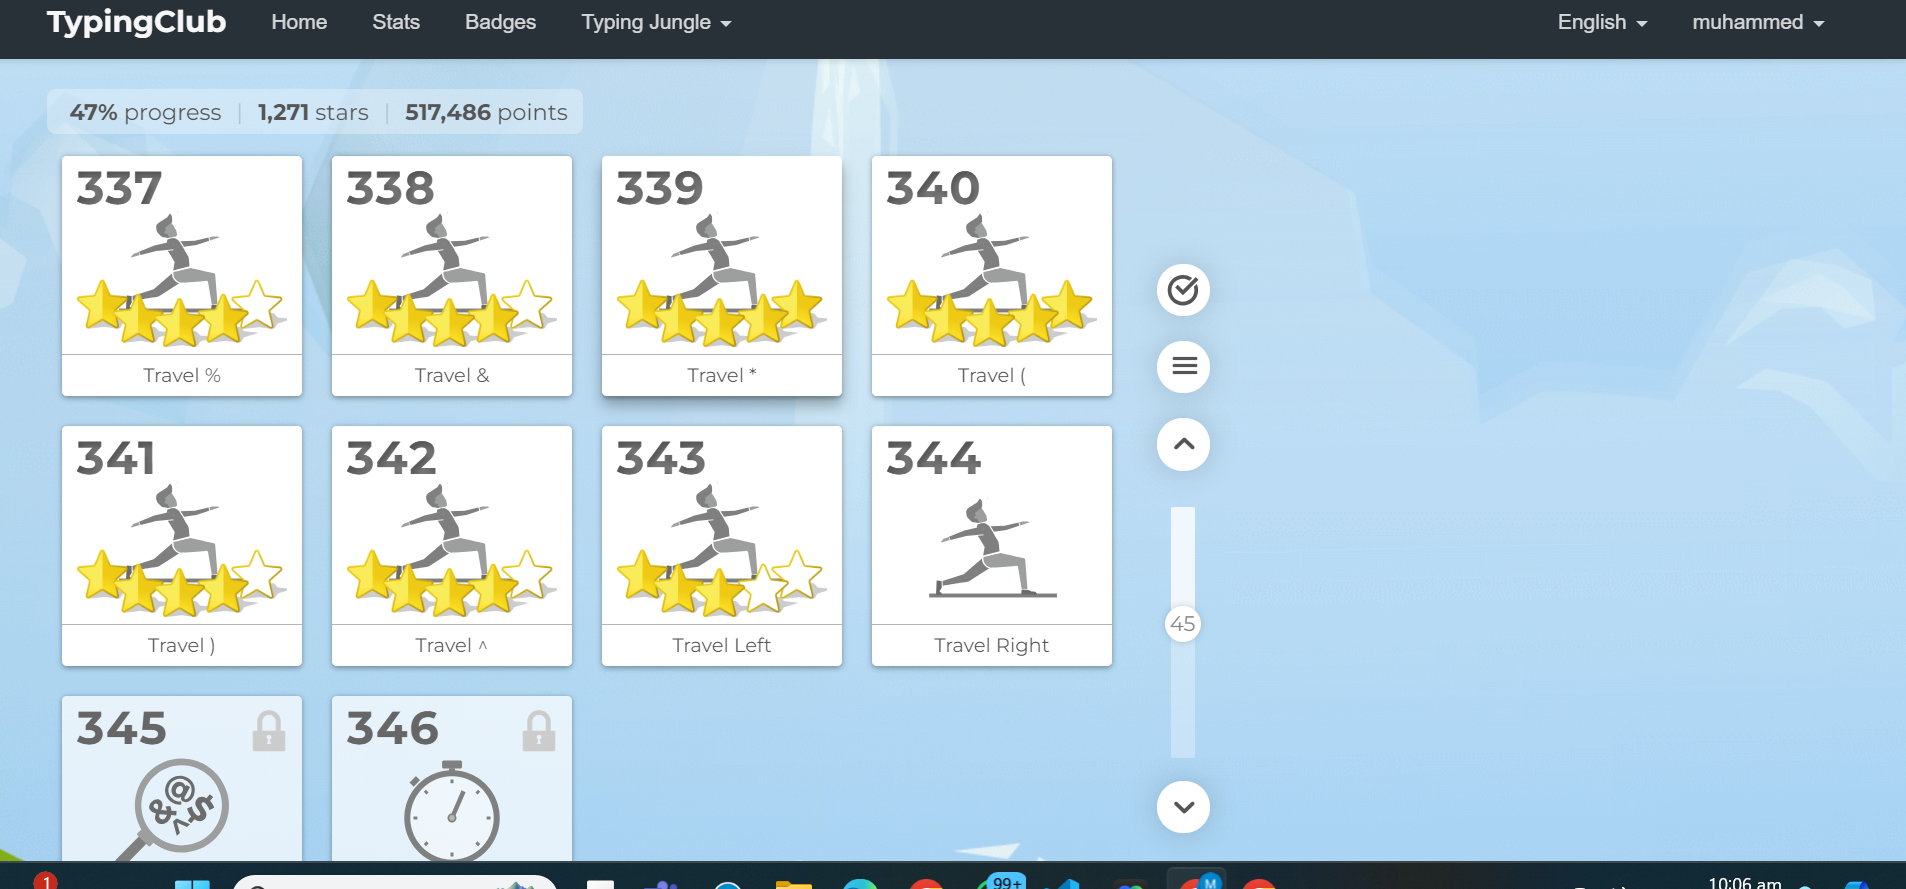 TypingClub Home Stats Badges Typing Jungle English muhammed
47% progress | 1,271 stars | 517,486 points
337 338 339 340
Travel % Travel & Travel * Travel (
341 342 343 344
Travel ) Travel ^ Travel Left Travel Right
45
345 346
@ & $ ^
1 99+ M 10:06 am